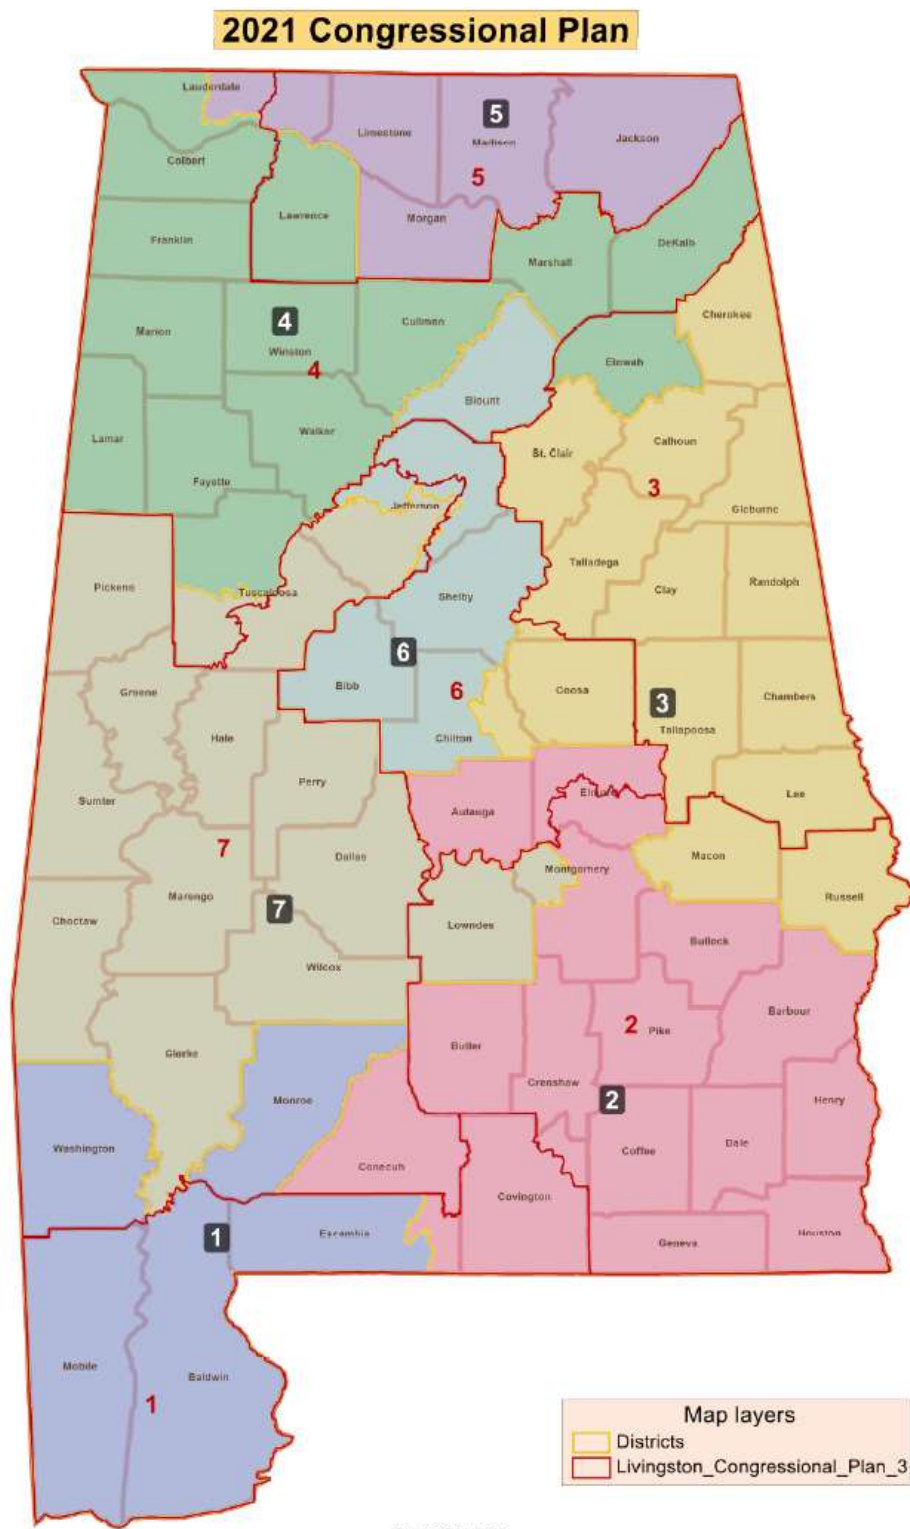 2021 Congressional Plan
Lauderdale
Limestone
5
Madison
Jackson
Colbert
5
Lawrence
Morgan
Franklin
DeKalb
Marshall
Cherokee
4
Cullman
Marion
Winston
Etowah
4
Blount
Walker
Lamar
St. Clair
Calhoun
Fayette
3
Jefferson
Cleburne
Pickens
Tuscaloosa
Talladega
Clay
Randolph
Shelby
6
Bibb
6
Greene
Coosa
3
Chambers
Tallapoosa
Hale
Chilton
Perry
Sumter
Autauga
Elmore
Lee
7
Dallas
Macon
Montgomery
Marengo
Russell
7
Choctaw
Lowndes
Bullock
Wilcox
Barbour
2
Pike
Clarke
Butler
Crenshaw
Monroe
2
Henry
Washington
Coffee
Dale
Conecuh
Covington
1
Escambia
Geneva
Houston
Mobile
Baldwin
1
Map layers
Districts
Livingston_Congressional_Plan_3